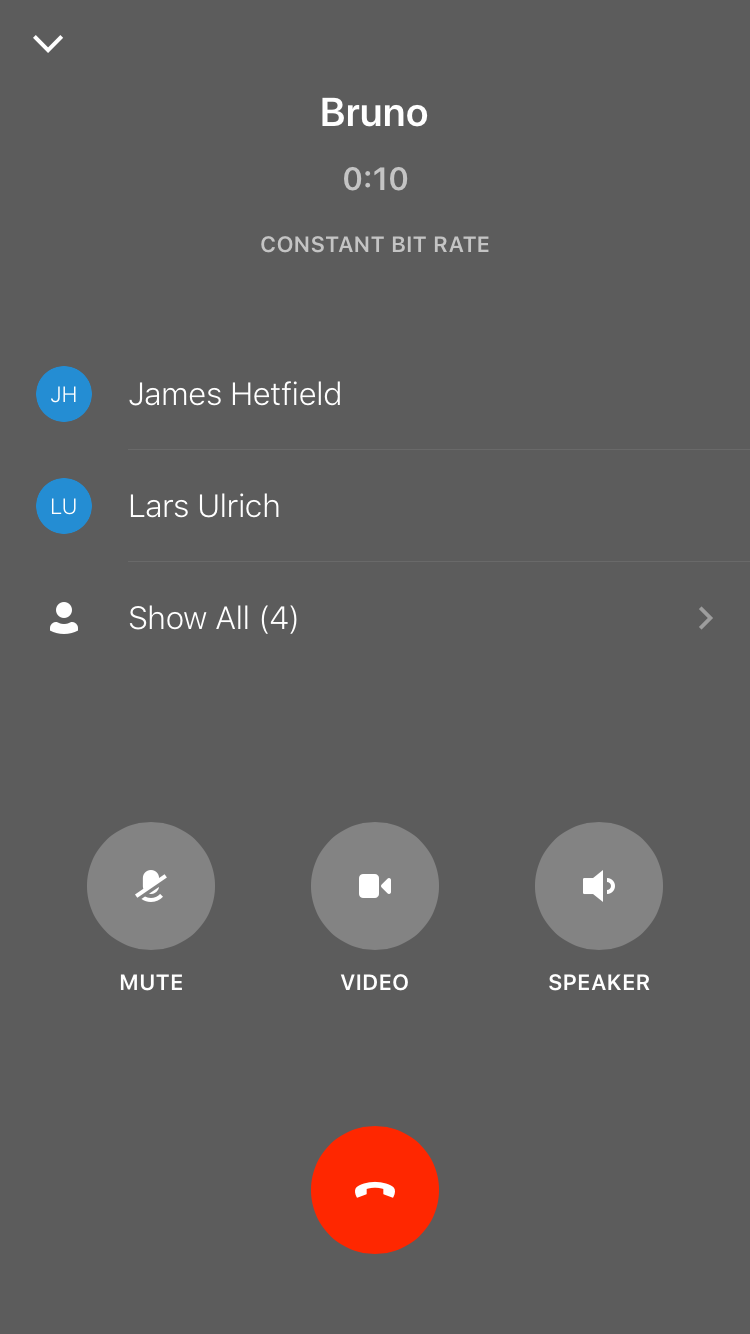 Bruno
0:10
CONSTANT BIT RATE
JH James Hetfield
LU Lars Ulrich
Show All (4)
MUTE VIDEO SPEAKER